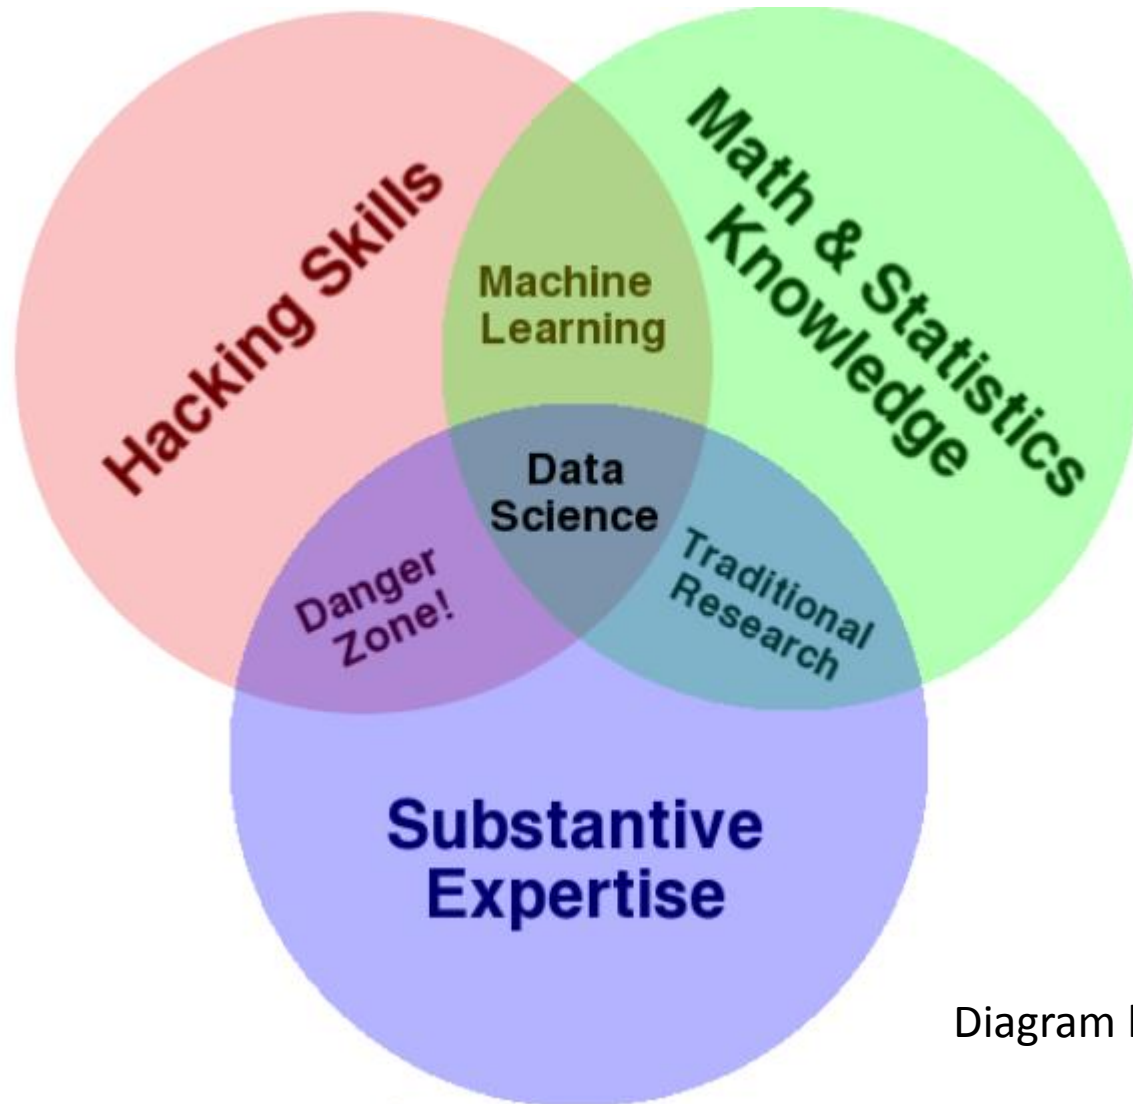 Hacking Skills
Math & Statistics
Knowledge
Machine
Learning
Data
Science
Danger
Zone!
Traditional
Research
Substantive
Expertise
Diagram